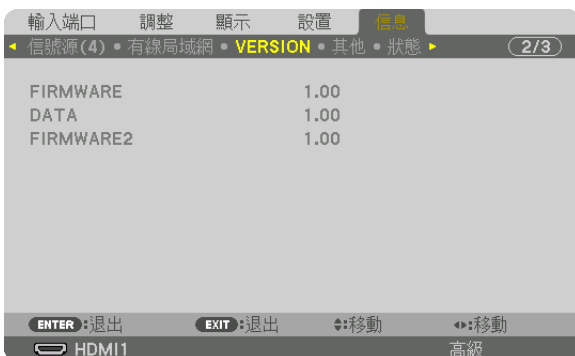 輸入端口 調整 顯示 設置 信息
信號源(4) • 有線局域網 • VERSION • 其他 • 狀態 2/3
FIRMWARE 1.00
DATA 1.00
FIRMWARE2 1.00
ENTER:退出 EXIT:退出 :移動 :移動
HDMI1 高級